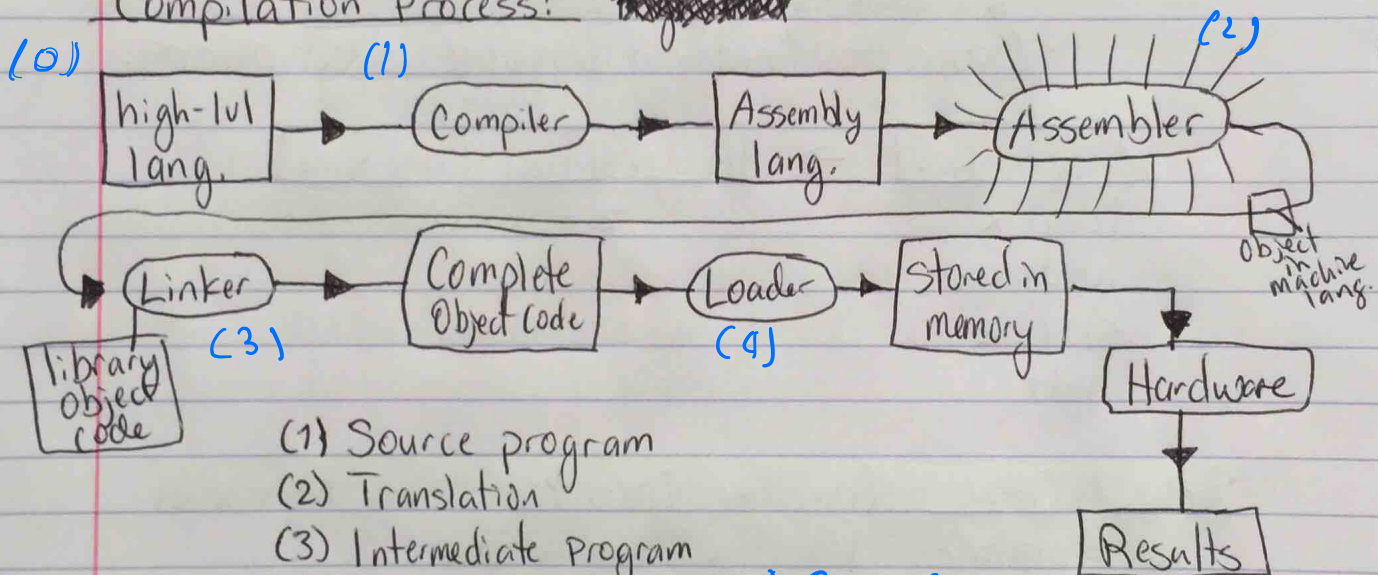 Compilation Process:
(0)
(1)
(2)
high-lvl
lang.
Compiler
Assembly
lang.
Assembler
Object
in
machine
lang.
Linker
(3)
library
object
code
Complete
Object Code
Loader
(4)
Stored in
memory
Hardware
Results
(1) Source program
(2) Translation
(3) Intermediate program